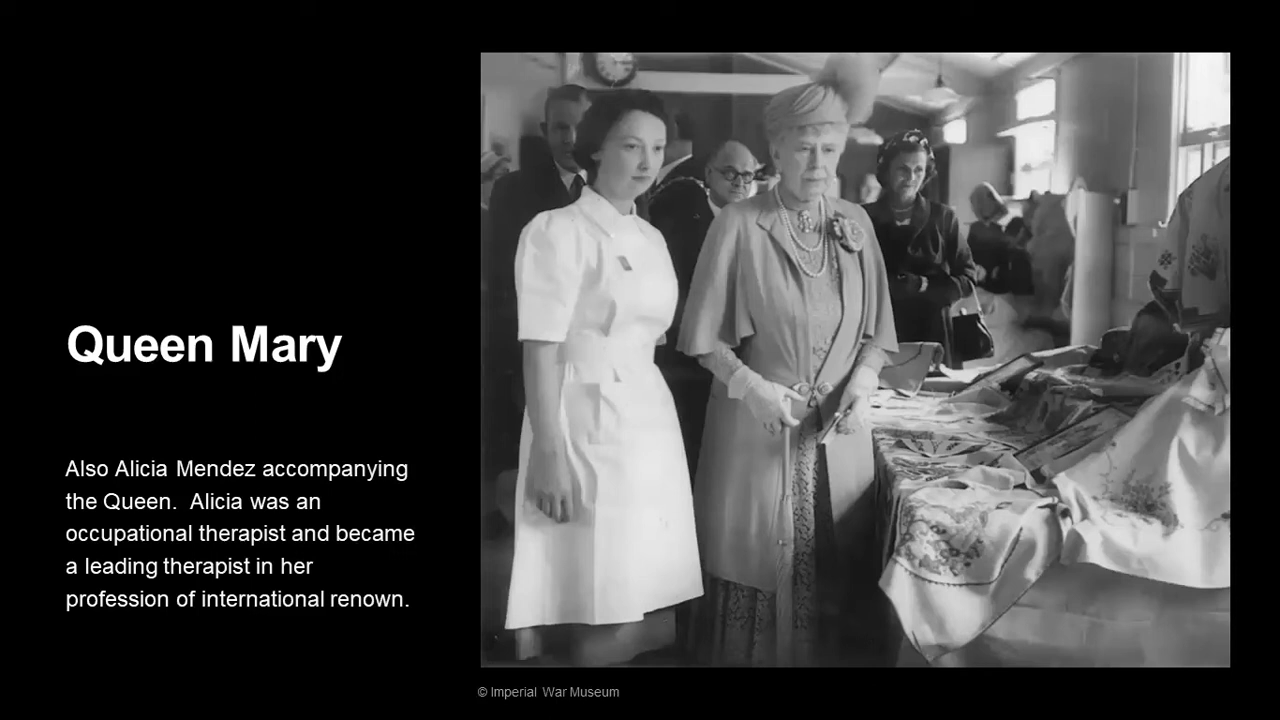 Queen Mary
Also Alicia Mendez accompanying
the Queen.  Alicia was an
occupational therapist and became
a leading therapist in her
profession of international renown.
© Imperial War Museum